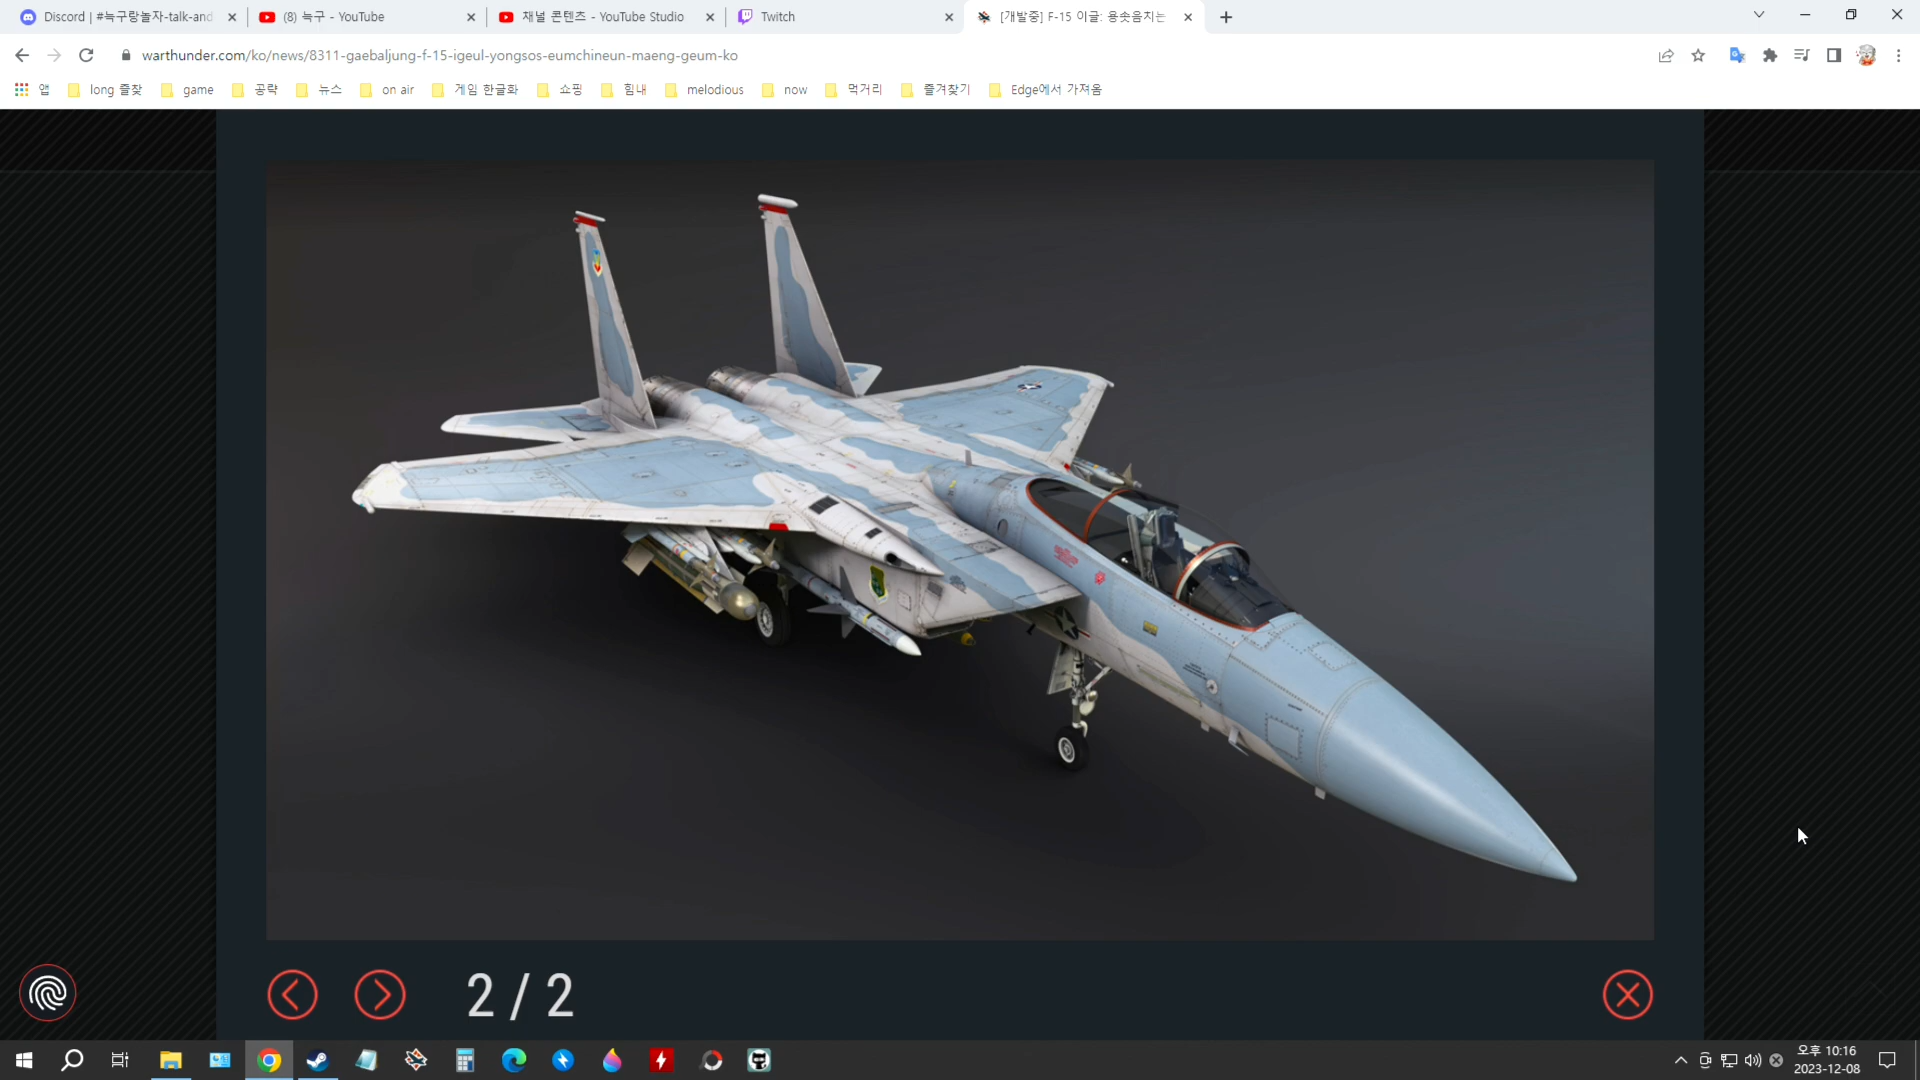 Discord | #늑구랑놀자-talk-and
(8) 늑구 - YouTube
채널 콘텐츠 - YouTube Studio
Twitch
[개발중] F-15 이글: 용솟음치는
warthunder.com/ko/news/8311-gaebaljung-f-15-igeul-yongsos-eumchineun-maeng-geum-ko
앱
long 즐찾
game
공략
뉴스
on air
게임 한글화
쇼핑
힘내
melodious
now
먹거리
즐겨찾기
Edge에서 가져옴
2 / 2
오후 10:16
2023-12-08